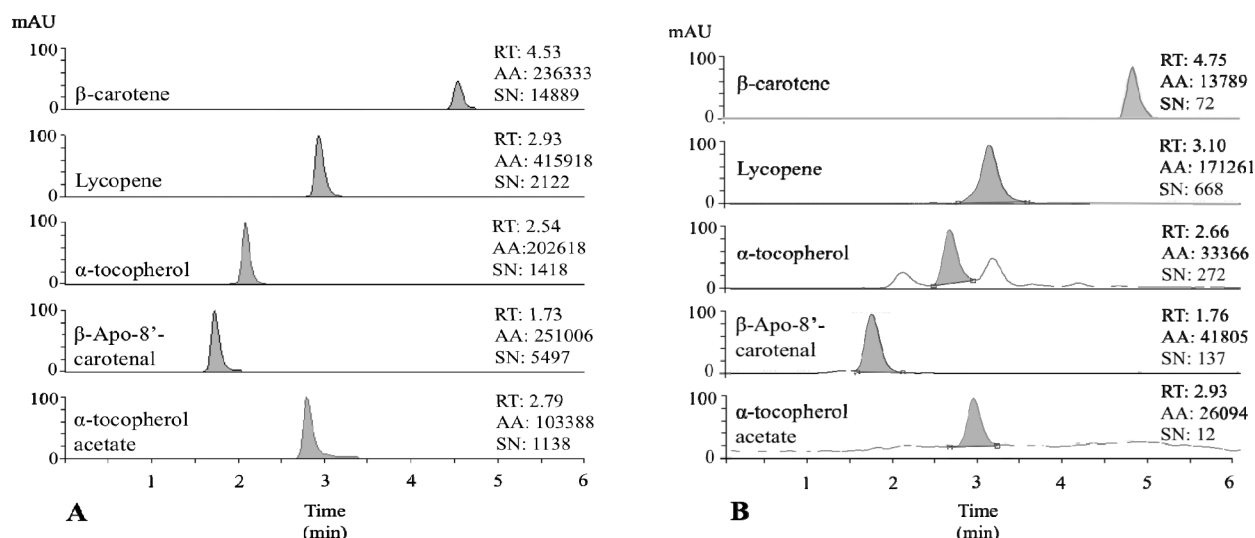 mAU
100
0
β-carotene
RT: 4.53
AA: 236333
SN: 14889
100
0
Lycopene
RT: 2.93
AA: 415918
SN: 2122
100
0
α-tocopherol
RT: 2.54
AA:202618
SN: 1418
100
0
β-Apo-8’-
carotenal
RT: 1.73
AA: 251006
SN: 5497
100
0
α-tocopherol
acetate
RT: 2.79
AA: 103388
SN: 1138
1 2 3 4 5 6
Time
(min)
A
mAU
100
0
β-carotene
RT: 4.75
AA: 13789
SN: 72
100
0
Lycopene
RT: 3.10
AA: 171261
SN: 668
100
0
α-tocopherol
RT: 2.66
AA: 33366
SN: 272
100
0
β-Apo-8’-
carotenal
RT: 1.76
AA: 41805
SN: 137
100
0
α-tocopherol
acetate
RT: 2.93
AA: 26094
SN: 12
1 2 3 4 5 6
Time
(min)
B